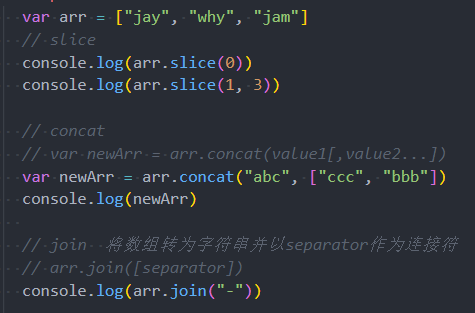 var arr = ["jay", "why", "jam"]
// slice
console.log(arr.slice(0))
console.log(arr.slice(1, 3))
// concat
// var newArr = arr.concat(value1[,value2...])
var newArr = arr.concat("abc", ["ccc", "bbb"])
console.log(newArr)
// join  将数组转为字符串并以separator作为连接符
// arr.join([separator])
console.log(arr.join("-"))